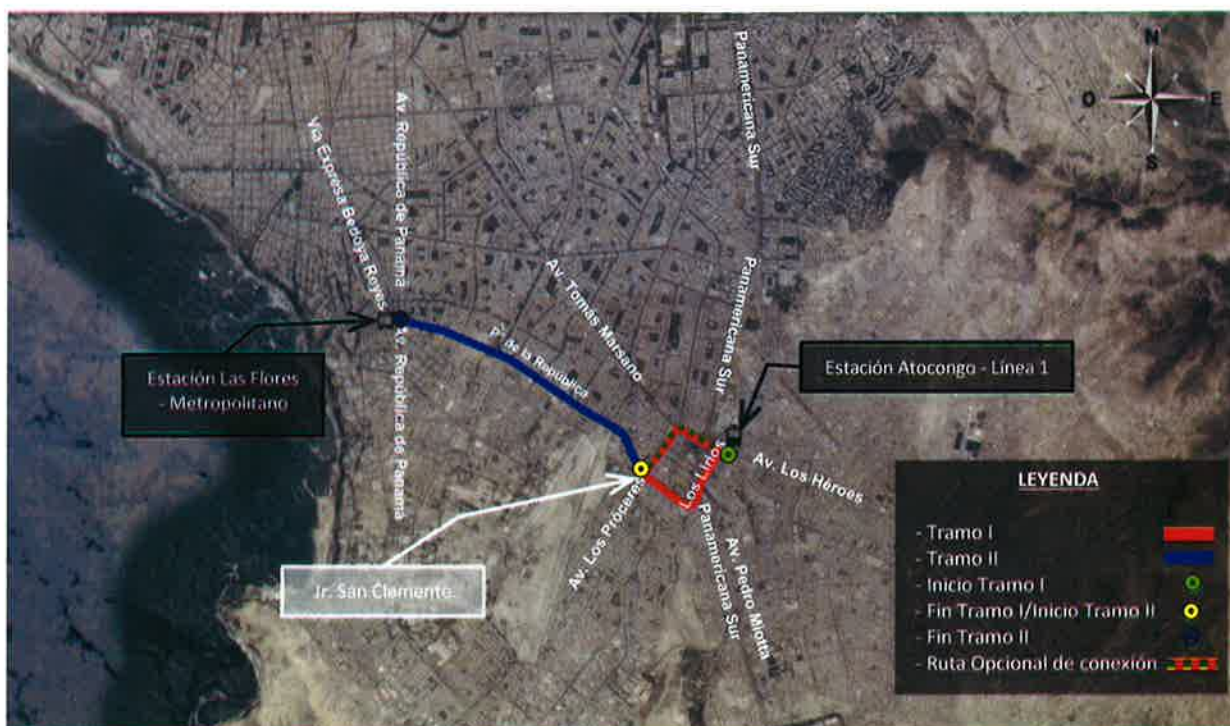 N
O
E
S
Panamericana Sur
Av. República de Panamá
Vía Expresa Bedoya Reyes
Av. Tomás Marsano
Panamericana Sur
Pº de la República
Estación Las Flores
- Metropolitano
Av. República de Panamá
Estación Atocongo - Línea 1
Los Lirios
Av. Los Héroes
Av. Los Próceres
Panamericana Sur
Av. Pedro Miotta
Jr. San Clemente
LEYENDA
- Tramo I
- Tramo II
- Inicio Tramo I
- Fin Tramo I/Inicio Tramo II
- Fin Tramo II
- Ruta Opcional de conexión